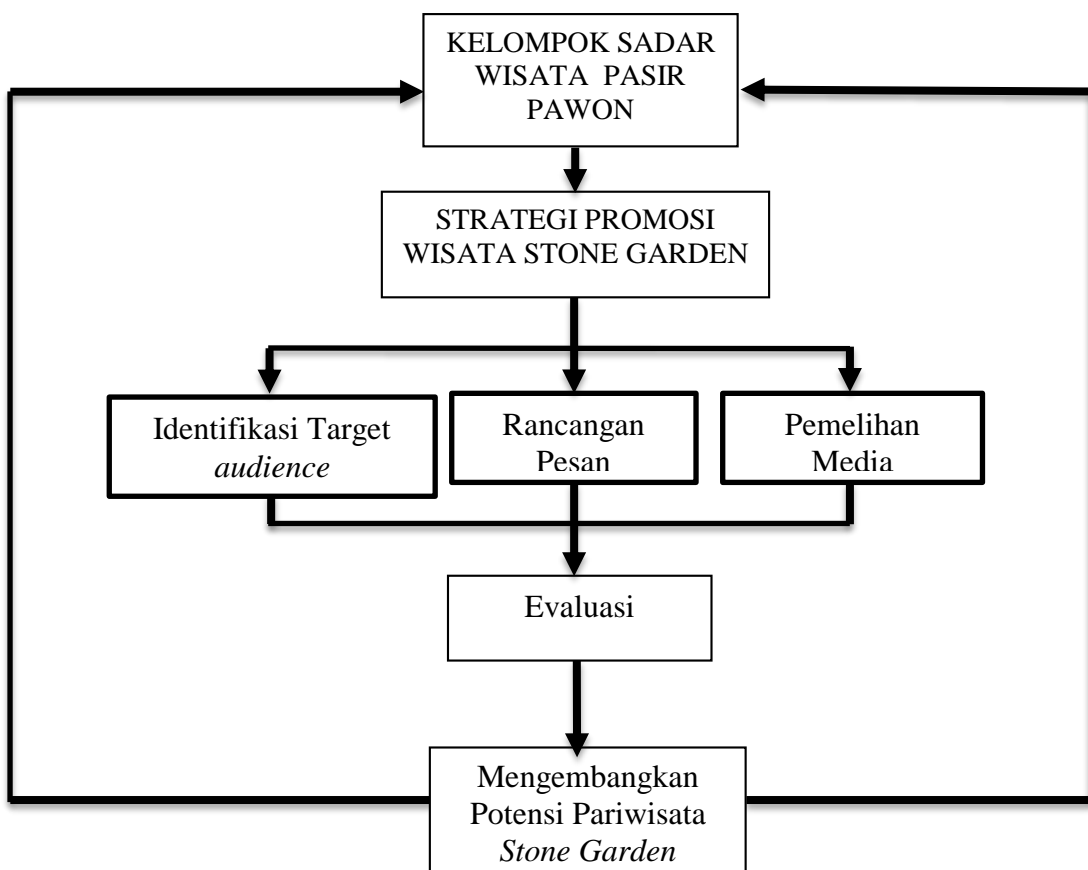 KELOMPOK SADAR
WISATA PASIR
PAWON
STRATEGI PROMOSI
WISATA STONE GARDEN
Identifikasi Target
audience
Rancangan
Pesan
Pemelihan
Media
Evaluasi
Mengembangkan
Potensi Pariwisata
Stone Garden